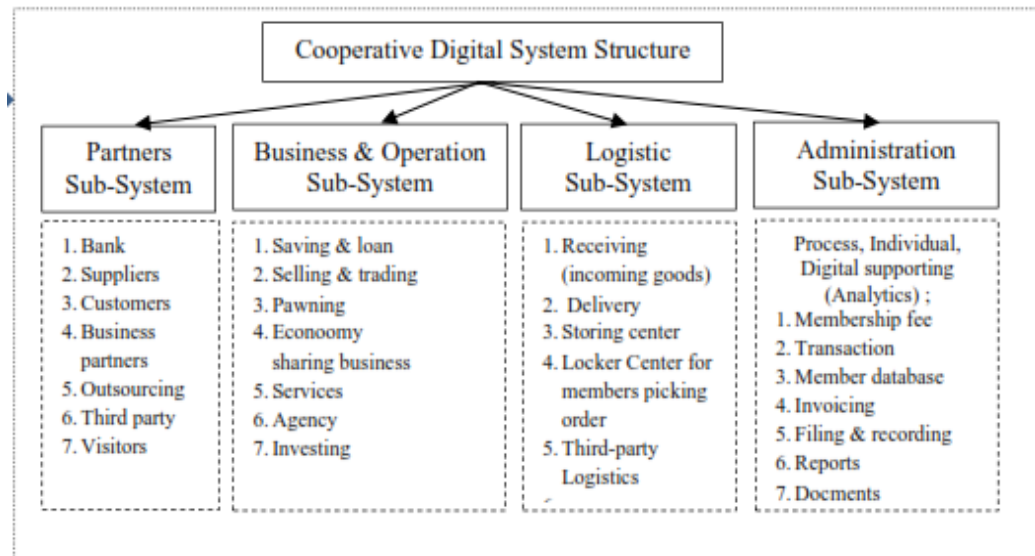 Cooperative Digital System Structure
Partners
Sub-System
Business & Operation
Sub-System
Logistic
Sub-System
Administration
Sub-System
1. Bank
2. Suppliers
3. Customers
4. Business
partners
5. Outsourcing
6. Third party
7. Visitors
1. Saving & loan
2. Selling & trading
3. Pawning
4. Econoomy
sharing business
5. Services
6. Agency
7. Investing
1. Receiving
(incoming goods)
2. Delivery
3. Storing center
4. Locker Center for
members picking
order
5. Third-party
Logistics
Process, Individual,
Digital supporting
(Analytics) ;
1. Membership fee
2. Transaction
3. Member database
4. Invoicing
5. Filing & recording
6. Reports
7. Docments